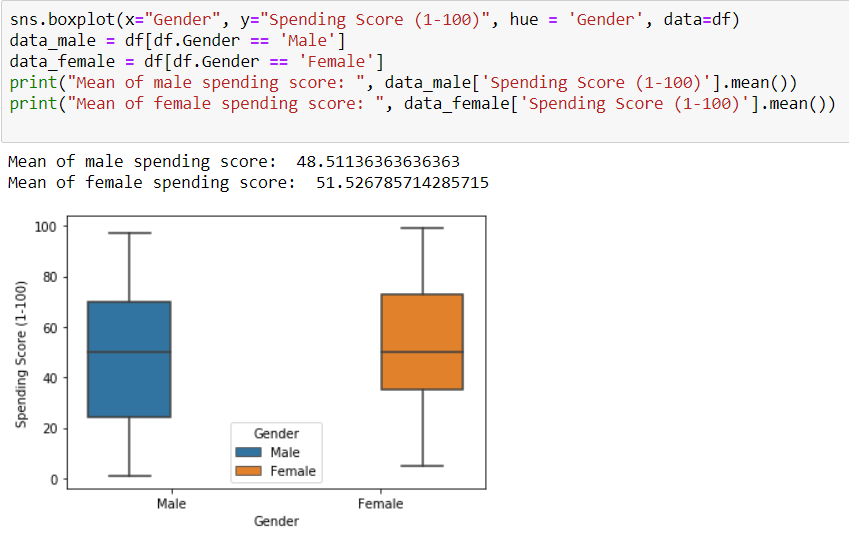 sns.boxplot(x="Gender", y="Spending Score (1-100)", hue = 'Gender', data=df)
data_male = df[df.Gender == 'Male']
data_female = df[df.Gender == 'Female']
print("Mean of male spending score: ", data_male['Spending Score (1-100)'].mean())
print("Mean of female spending score: ", data_female['Spending Score (1-100)'].mean())
Mean of male spending score:  48.51136363636363
Mean of female spending score:  51.526785714285715
100
80
60
40
20
0
Spending Score (1-100)
Gender
Male
Female
Male Female
Gender